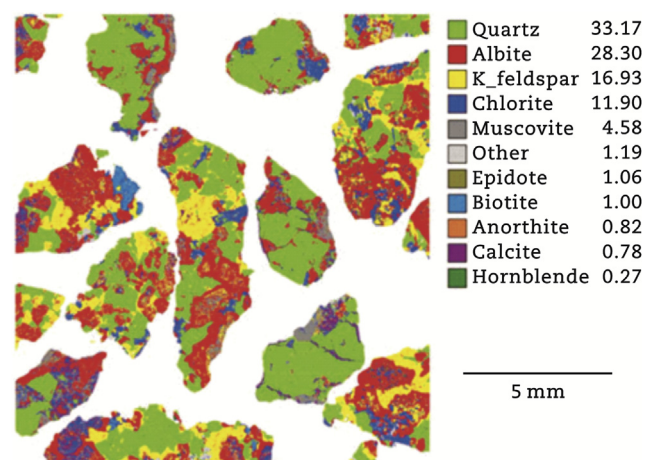 Quartz 33.17
Albite 28.30
K_feldspar 16.93
Chlorite 11.90
Muscovite 4.58
Other 1.19
Epidote 1.06
Biotite 1.00
Anorthite 0.82
Calcite 0.78
Hornblende 0.27
5 mm